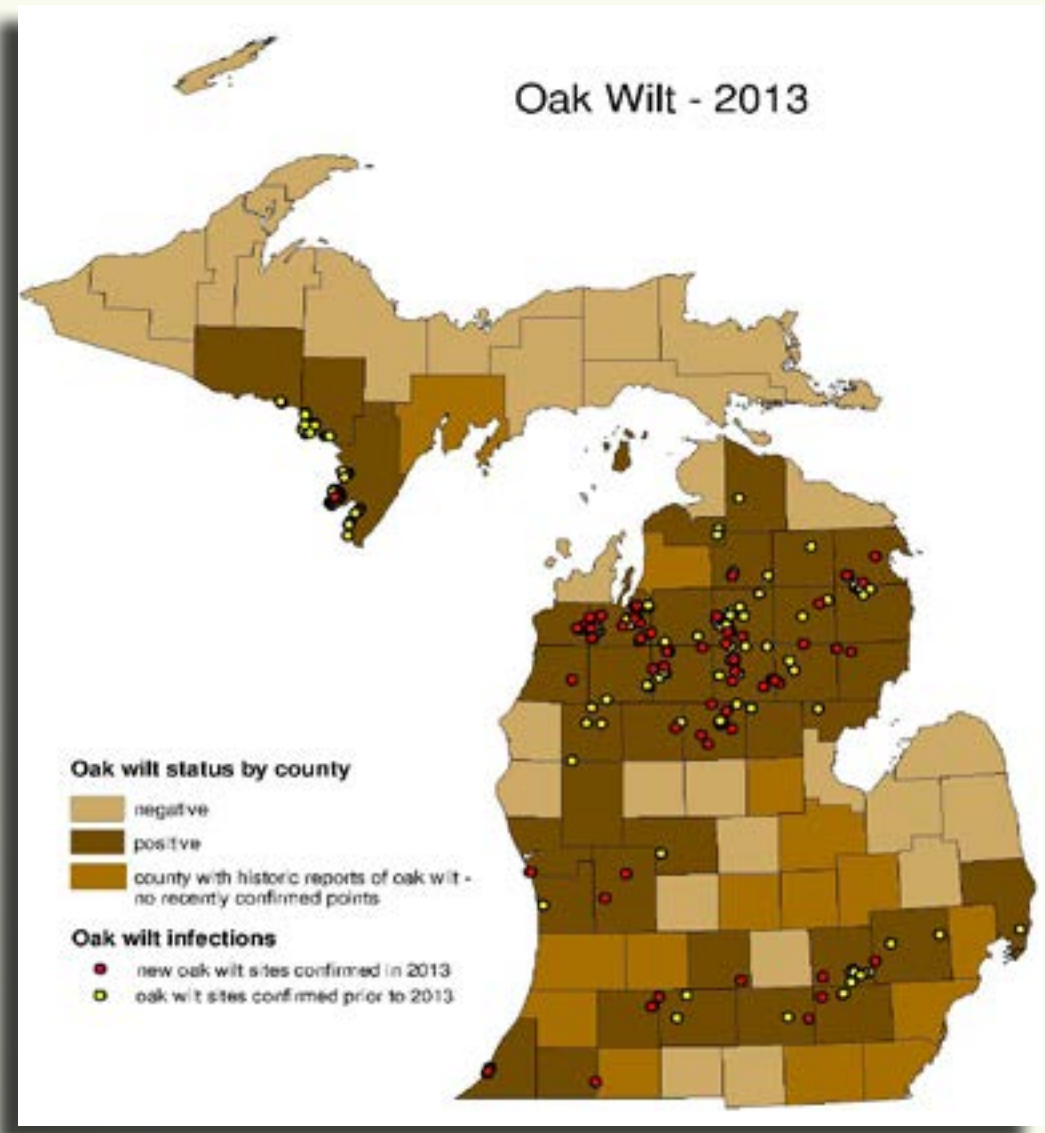 Oak Wilt - 2013
Oak wilt status by county
negative
positive
county with historic reports of oak wilt -
no recently confirmed points
Oak wilt infections
new oak wilt sites confirmed in 2013
oak wilt sites confirmed prior to 2013